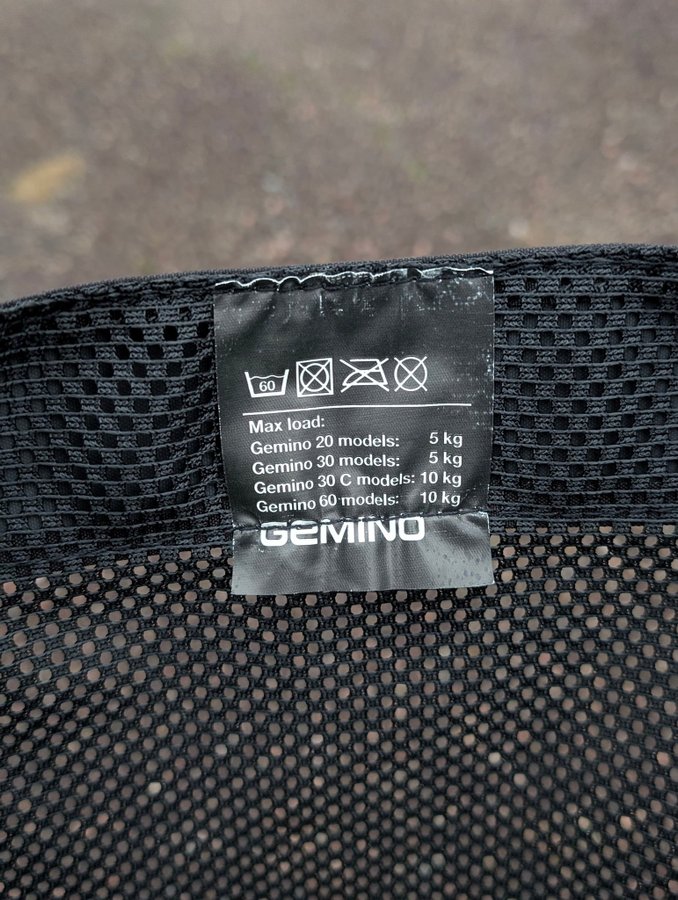 60
Max load:
Gemino 20 models: 5 kg
Gemino 30 models: 5 kg
Gemino 30 C models: 10 kg
Gemino 60 models: 10 kg
GEMINO